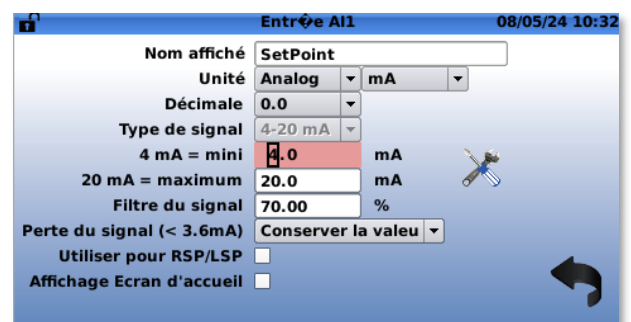 Entr�e AI1 08/05/24 10:32
Nom affiché SetPoint
Unité Analog mA
Décimale 0.0
Type de signal 4-20 mA
4 mA = mini 4.0 mA
20 mA = maximum 20.0 mA
Filtre du signal 70.00 %
Perte du signal (< 3.6mA) Conserver la valeu
Utiliser pour RSP/LSP
Affichage Ecran d'accueil